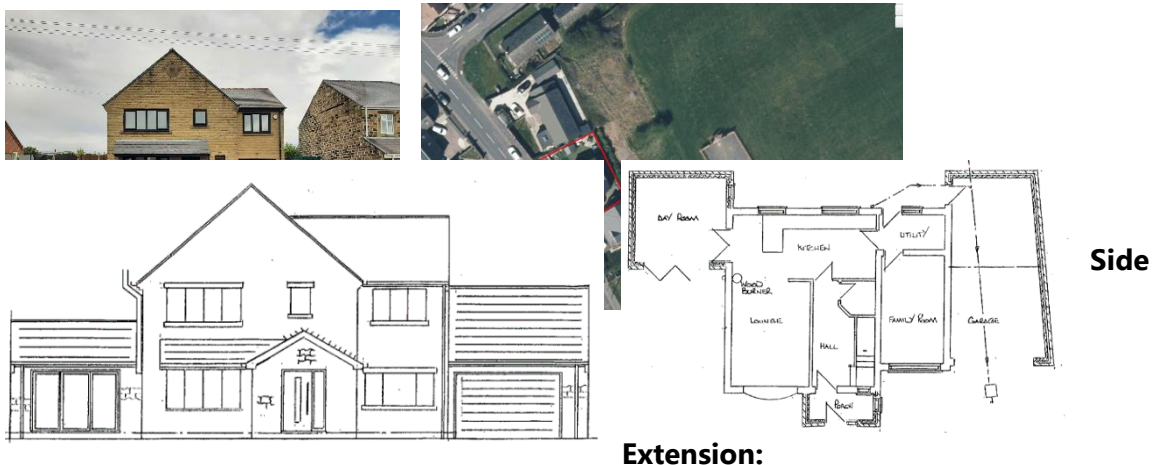 DAY ROOM
KITCHEN
UTILITY
WOOD
BURNER
LOUNGE
HALL
FAMILY ROOM
GARAGE
PORCH
Side
Extension: